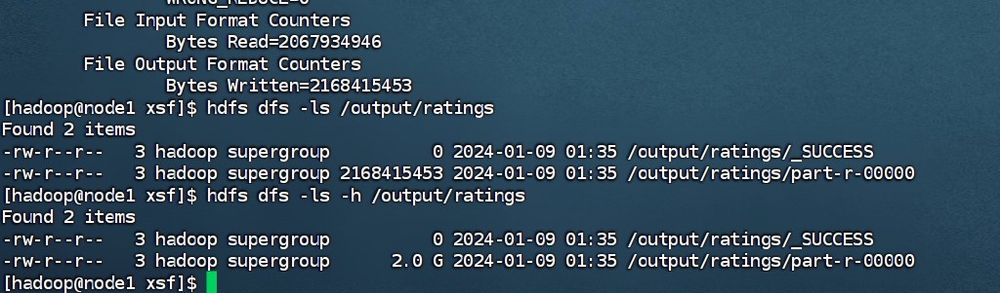 WRONG_REDUCE=0
File Input Format Counters
Bytes Read=2067934946
File Output Format Counters
Bytes Written=2168415453
[hadoop@node1 xsf]$ hdfs dfs -ls /output/ratings
Found 2 items
-rw-r--r--   3 hadoop supergroup          0 2024-01-09 01:35 /output/ratings/_SUCCESS
-rw-r--r--   3 hadoop supergroup 2168415453 2024-01-09 01:35 /output/ratings/part-r-00000
[hadoop@node1 xsf]$ hdfs dfs -ls -h /output/ratings
Found 2 items
-rw-r--r--   3 hadoop supergroup          0 2024-01-09 01:35 /output/ratings/_SUCCESS
-rw-r--r--   3 hadoop supergroup      2.0 G 2024-01-09 01:35 /output/ratings/part-r-00000
[hadoop@node1 xsf]$